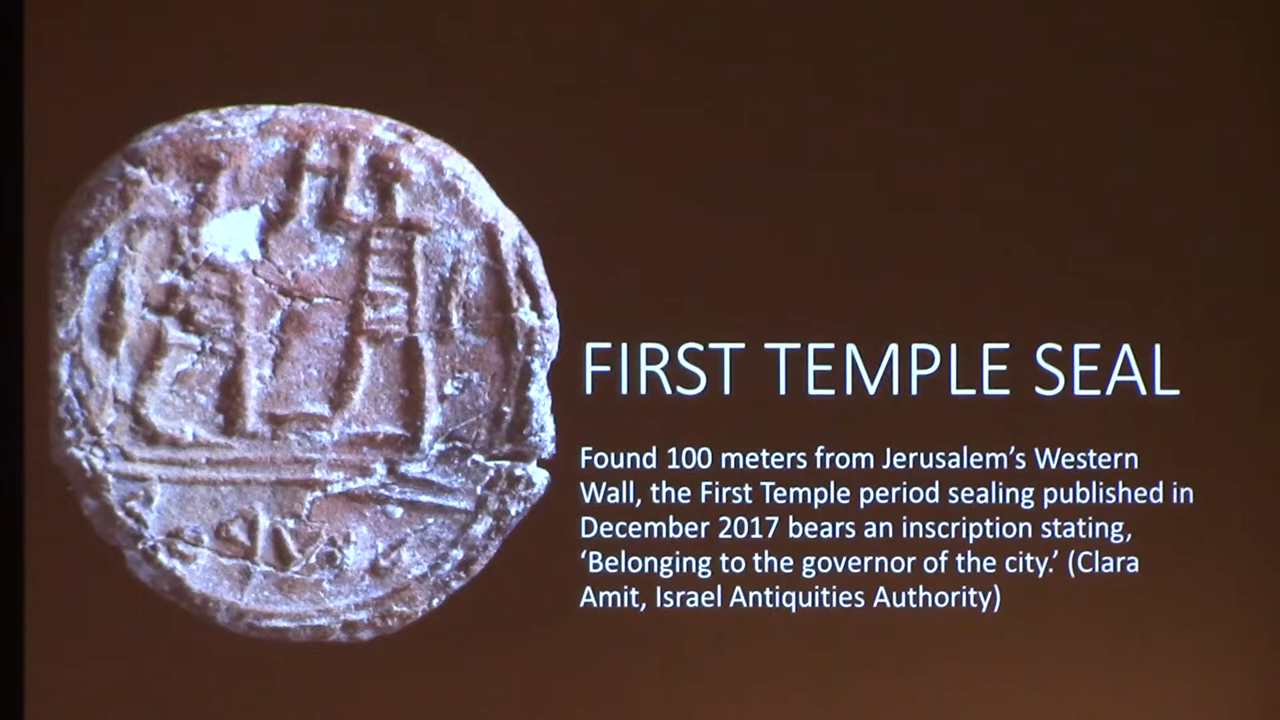 FIRST TEMPLE SEAL
Found 100 meters from Jerusalem’s Western
Wall, the First Temple period sealing published in
December 2017 bears an inscription stating,
‘Belonging to the governor of the city.’ (Clara
Amit, Israel Antiquities Authority)